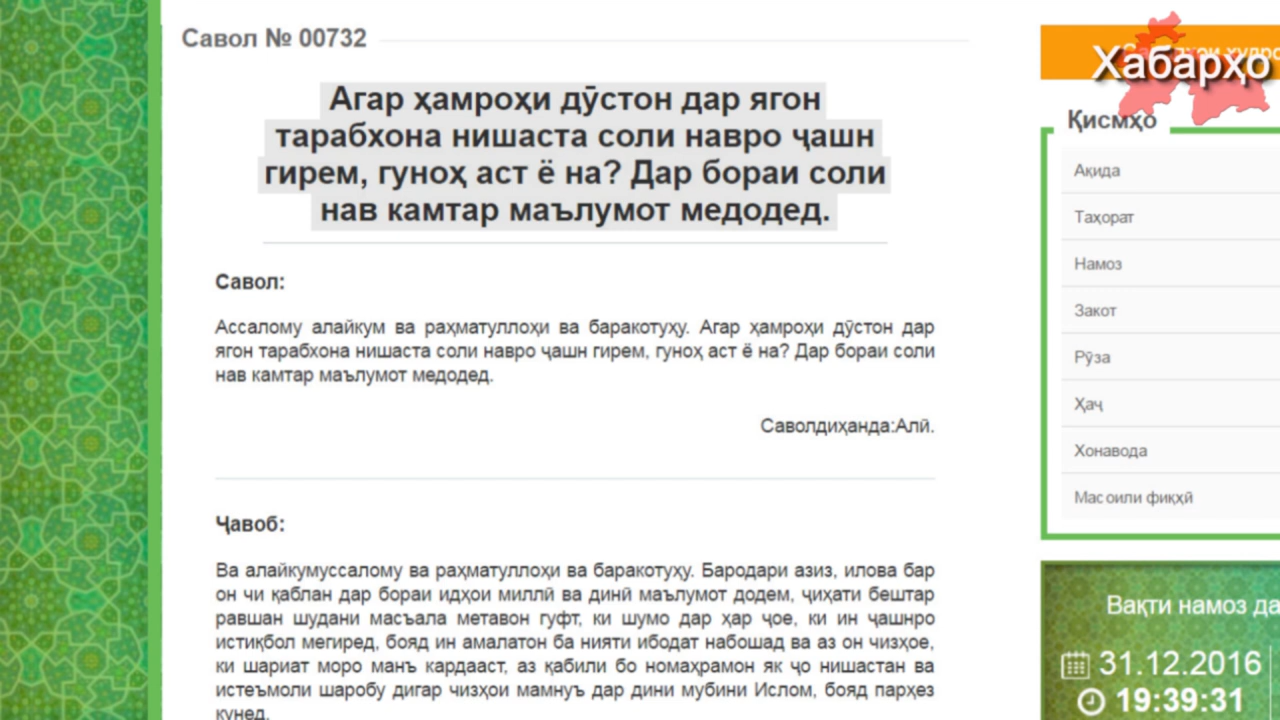 Савол № 00732
Агар ҳамроҳи дӯстон дар ягон
тарабхона нишаста соли навро ҷашн
гирем, гуноҳ аст ё на? Дар бораи соли
нав камтар маълумот медодед.
Савол:
Ассалому алайкум ва раҳматуллоҳи ва баракотуҳу. Агар ҳамроҳи дӯстон дар
ягон тарабхона нишаста соли навро ҷашн гирем, гуноҳ аст ё на? Дар бораи соли
нав камтар маълумот медодед.
Саволдиҳанда:Алӣ.
Ҷавоб:
Ва алайкумуссалому ва раҳматуллоҳи ва баракотуҳу. Бародари азиз, илова бар
он чи қаблан дар бораи идҳои миллӣ ва динӣ маълумот додем, ҷиҳати бештар
равшан шудани масъала метавон гуфт, ки шумо дар ҳар ҷое, ки ин ҷашнро
истиқбол мегиред, бояд ин амалатон ба нияти ибодат набошад ва аз он чизҳое,
ки шариат моро манъ кардааст, аз қабили бо номаҳрамон як ҷо нишастан ва
истеъмоли шаробу дигар чизҳои мамнуъ дар дини мубини Ислом, бояд парҳез
кунед.
Хабарҳо
Қисмҳо
Ақида
Таҳорат
Намоз
Закот
Рӯза
Ҳаҷ
Хонавода
Масоили фиқҳӣ
Вақти намоз да
31.12.2016
19:39:31